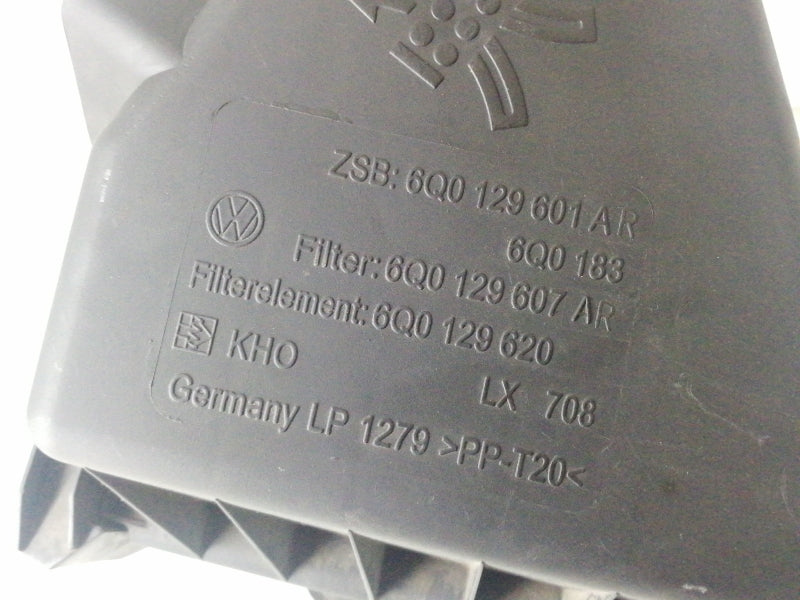 ZSB: 6Q0 129 601 AR
6Q0 183
Filter: 6Q0 129 607 AR
Filterelement: 6Q0 129 620
KHO
LX 708
Germany LP 1279 >PP-T20<